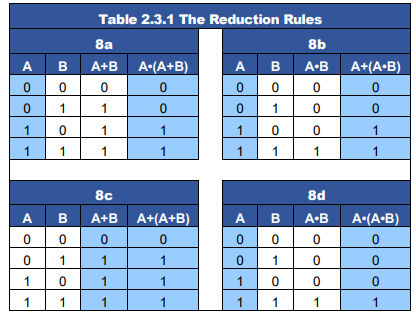 Table 2.3.1 The Reduction Rules
8a 8b
A B A+B A•(A+B) A B A•B A+(A•B)
0 0 0 0 0 0 0 0
0 1 1 0 0 1 0 0
1 0 1 1 1 0 0 1
1 1 1 1 1 1 1 1
8c 8d
A B A+B A+(A+B) A B A•B A•(A•B)
0 0 0 0 0 0 0 0
0 1 1 1 0 1 0 0
1 0 1 1 1 0 0 0
1 1 1 1 1 1 1 1